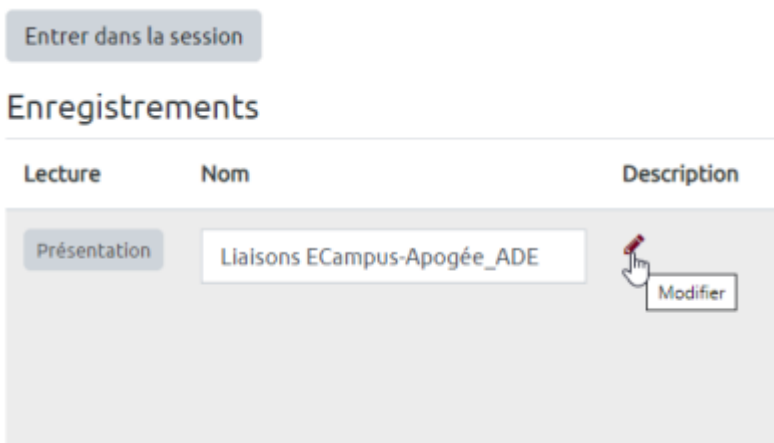 Entrer dans la session
Enregistrements
Lecture Nom Description
Présentation Liaisons ECampus-Apogée_ADE
Modifier